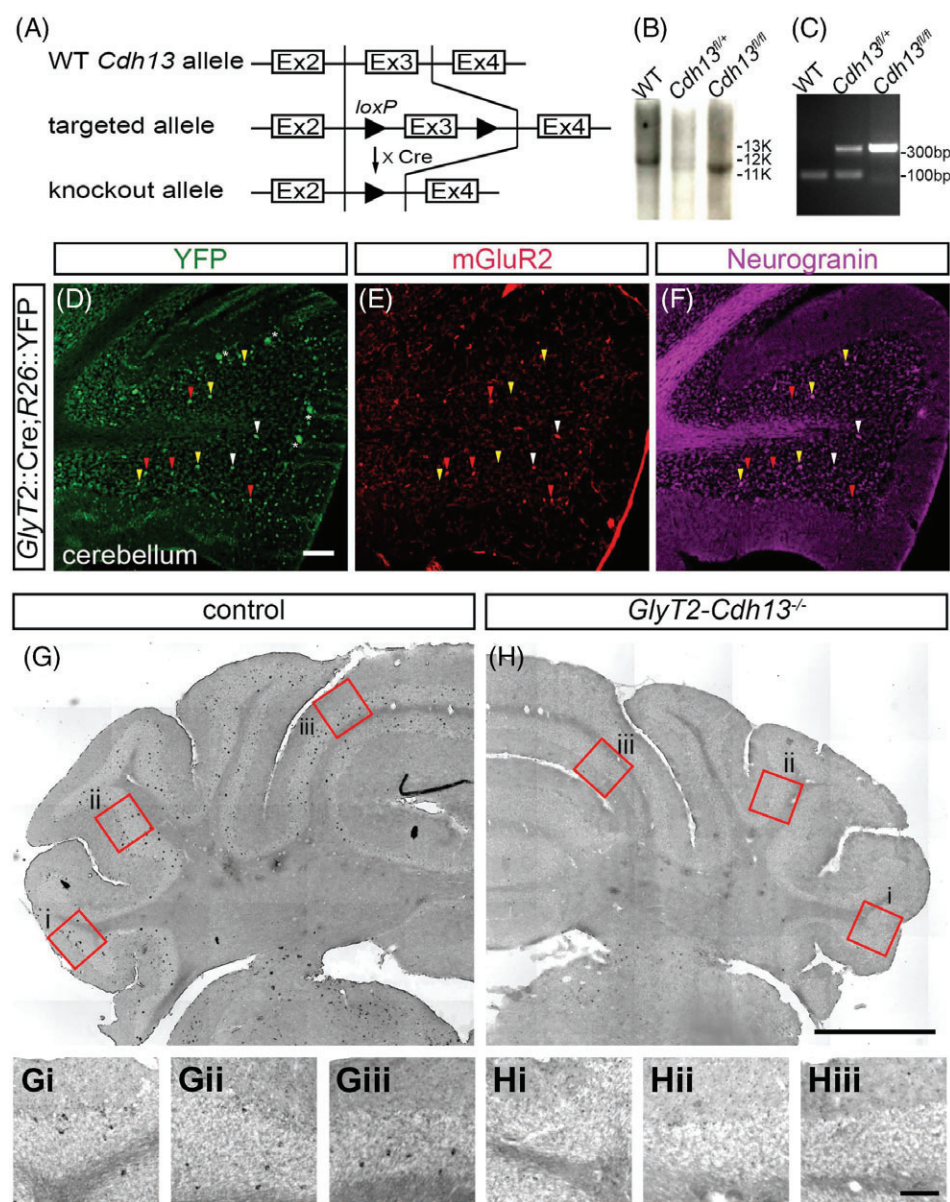 (A)
WT Cdh13 allele
Ex2
Ex3
Ex4
targeted allele
Ex2
loxP
Ex3
Ex4
x Cre
knockout allele
Ex2
Ex4
(B)
WT
Cdh13fl/+
Cdh13fl/fl
-13K
-12K
-11K
(C)
WT
Cdh13fl/+
Cdh13fl/fl
-300bp
-100bp
YFP
mGluR2
Neurogranin
GlyT2::Cre;R26::YFP
(D)
*
*
*
*
cerebellum
(E)
(F)
control
GlyT2-Cdh13-/-
(G)
iii
ii
i
(H)
iii
ii
i
Gi
Gii
Giii
Hi
Hii
Hiii